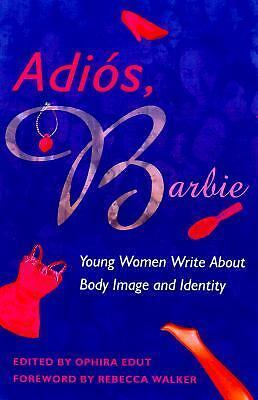 Adiós,
Barbie
Young Women Write About
Body Image and Identity
EDITED BY OPHIRA EDUT
FOREWORD BY REBECCA WALKER